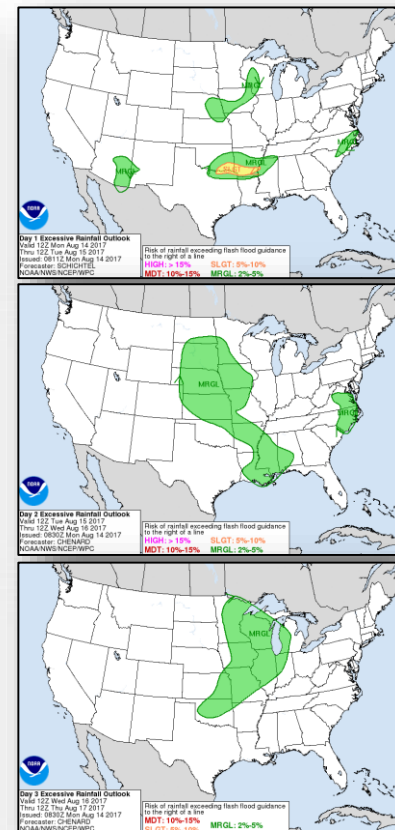 MRGL
MRGL
MRGL
SLGT
MRGL
NOAA
Day 1 Excessive Rainfall Outlook
Valid 12Z Mon Aug 14 2017
Thru 12Z Tue Aug 15 2017
Issued: 0811Z Mon Aug 14 2017
Forecaster: SCHICHTEL
NOAA/NWS/NCEP/WPC
Risk of rainfall exceeding flash flood guidance
to the right of a line
HIGH: > 15% SLGT: 5%-10%
MDT: 10%-15% MRGL: 2%-5%
MRGL
MRGL
NOAA
Day 2 Excessive Rainfall Outlook
Valid 12Z Tue Aug 15 2017
Thru 12Z Wed Aug 16 2017
Issued: 0830Z Mon Aug 14 2017
Forecaster: CHENARD
NOAA/NWS/NCEP/WPC
Risk of rainfall exceeding flash flood guidance
to the right of a line
HIGH: > 15% SLGT: 5%-10%
MDT: 10%-15% MRGL: 2%-5%
MRGL
NOAA
Day 3 Excessive Rainfall Outlook
Valid 12Z Wed Aug 16 2017
Thru 12Z Thu Aug 17 2017
Issued: 0830Z Mon Aug 14 2017
Forecaster: CHENARD
NOAA/NWS/NCEP/WPC
Risk of rainfall exceeding flash flood guidance
to the right of a line
MDT: 10%-15% MRGL: 2%-5%
SLGT: 5%-10%